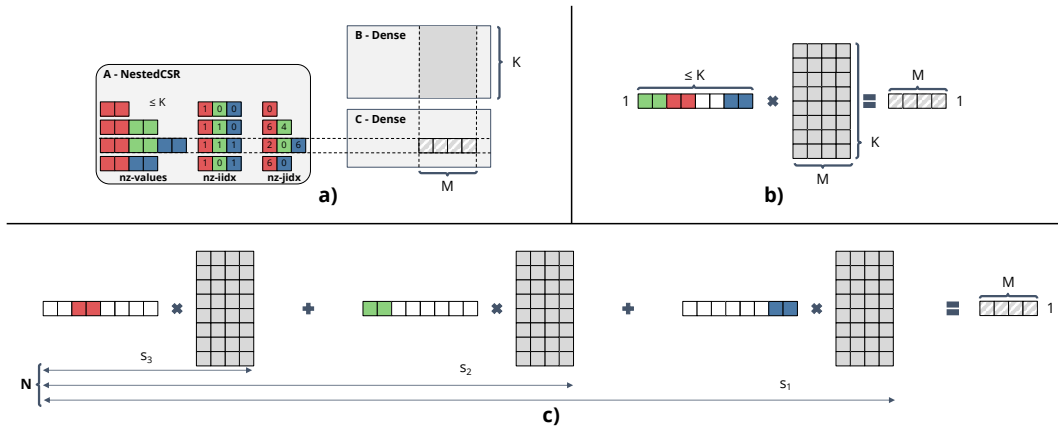 B - Dense
K
A - NestedCSR
≤ K
1 0 0 0
1 1 0 6 4
C - Dense
1 1 1 2 0 6
1 0 1 6 0
nz-values nz-iidx nz-jidx
M
a)
≤ K
M
1 1
K
M
b)
M
1
s3
s2
s1
N
c)